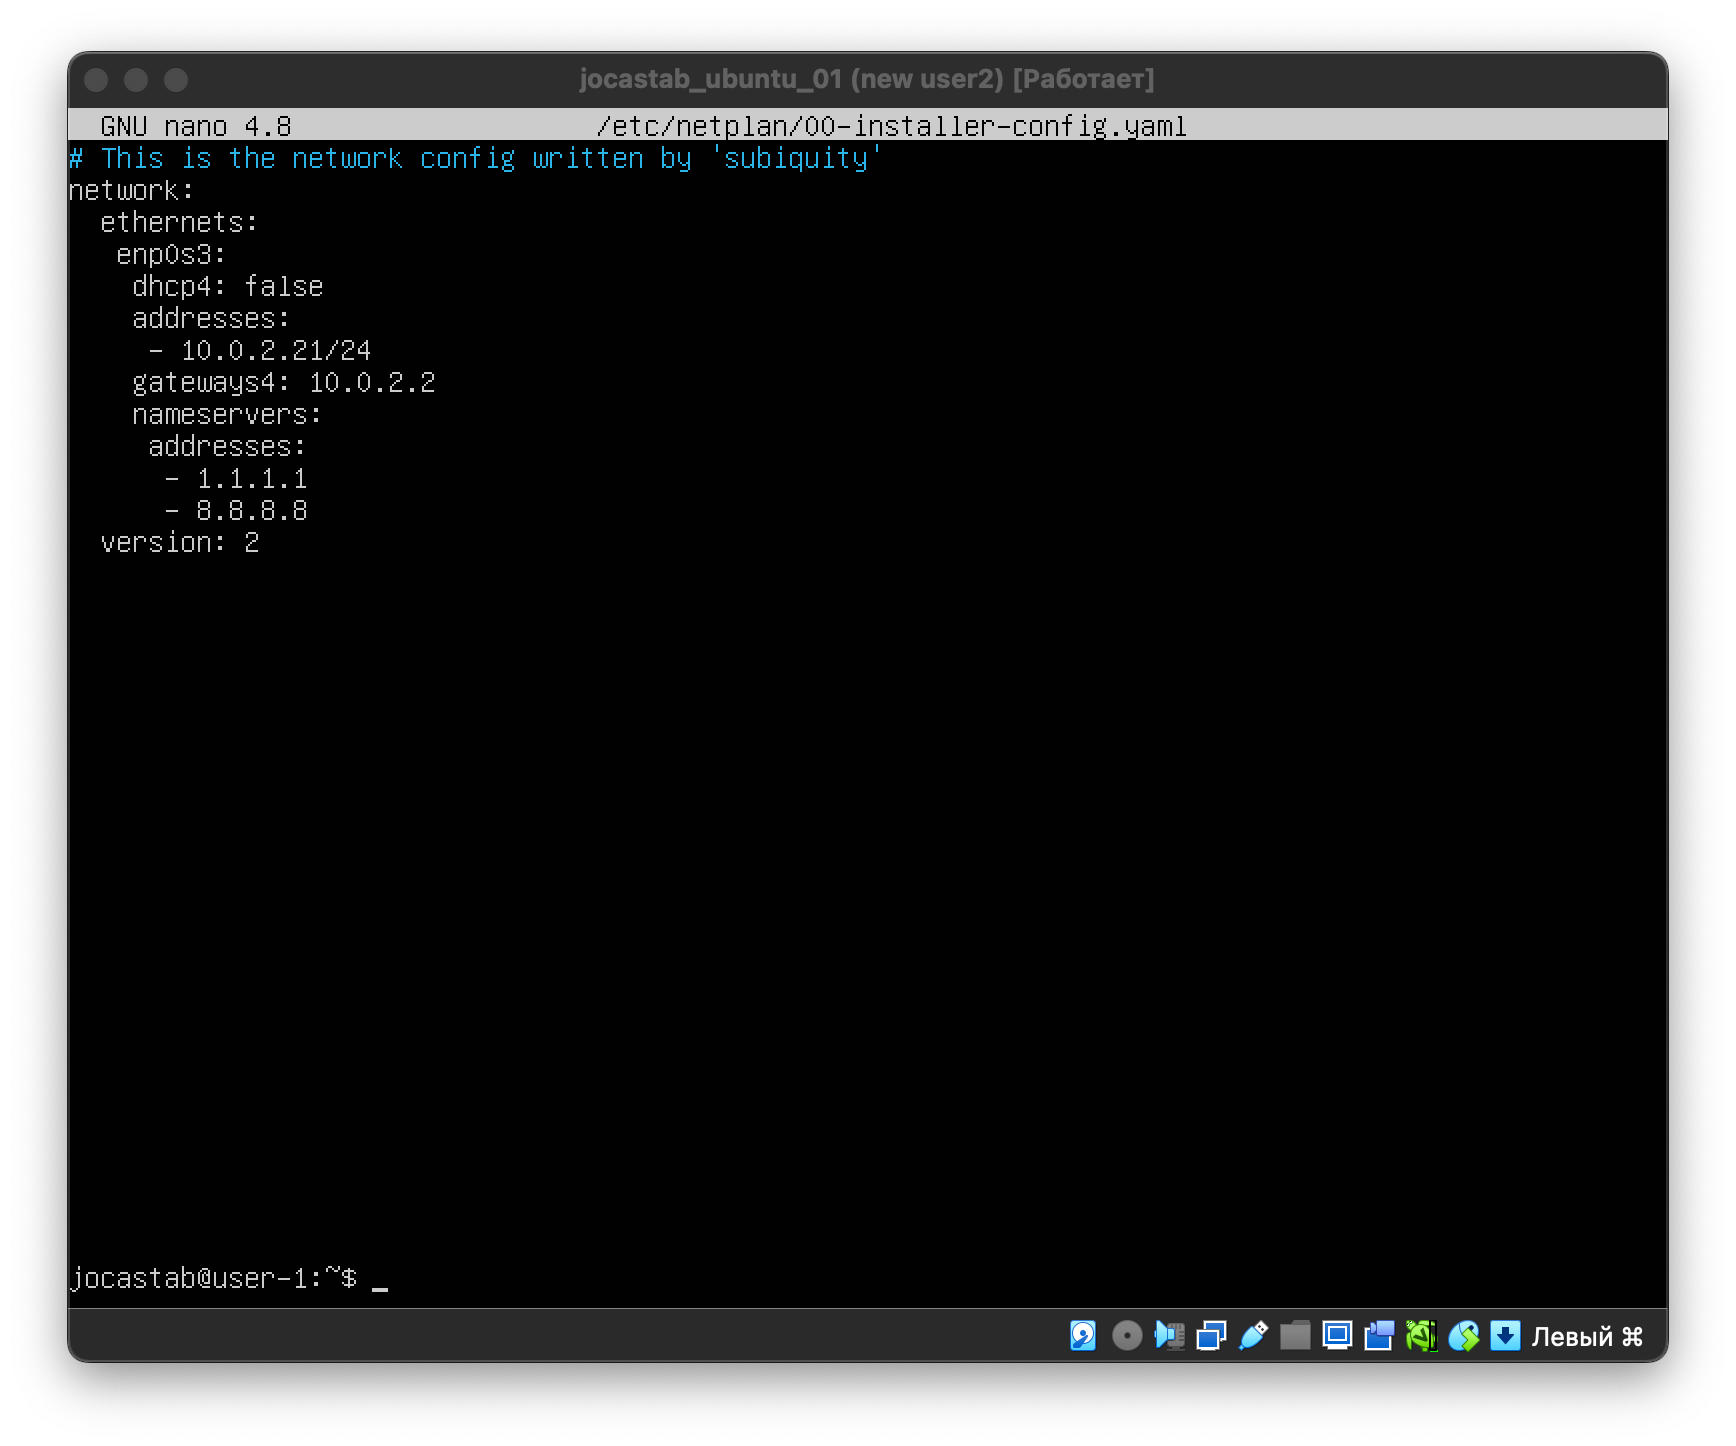 jocastab_ubuntu_01 (new user2) [Работает]
GNU nano 4.8 /etc/netplan/00-installer-config.yaml
# This is the network config written by 'subiquity'
network:
  ethernets:
   enp0s3:
    dhcp4: false
    addresses:
     - 10.0.2.21/24
    gateways4: 10.0.2.2
    nameservers:
     addresses:
      - 1.1.1.1
      - 8.8.8.8
  version: 2
jocastab@user-1:~$ _
Левый ⌘